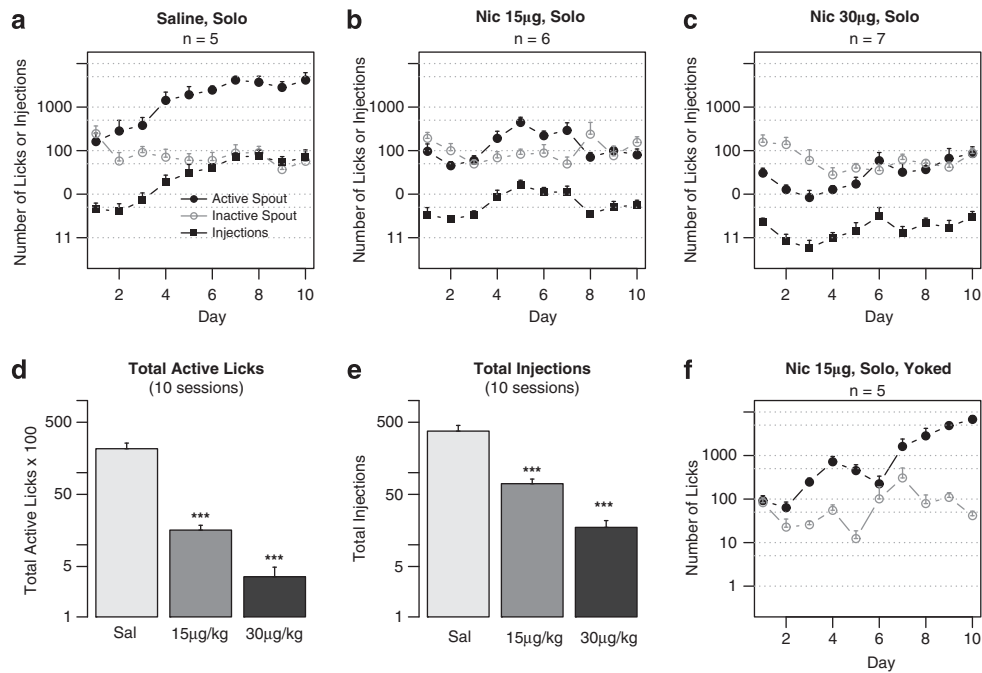 a
Saline, Solo
n = 5
Number of Licks or Injections
1000
100
0
11
Active Spout
Inactive Spout
Injections
2
4
6
8
10
Day
b
Nic 15µg, Solo
n = 6
Number of Licks or Injections
1000
100
0
11
2
4
6
8
10
Day
c
Nic 30µg, Solo
n = 7
Number of Licks or Injections
1000
100
0
11
2
4
6
8
10
Day
d
Total Active Licks
(10 sessions)
Total Active Licks x 100
500
50
5
1
***
***
Sal
15µg/kg
30µg/kg
e
Total Injections
(10 sessions)
Total Injections
500
50
5
1
***
***
Sal
15µg/kg
30µg/kg
f
Nic 15µg, Solo, Yoked
n = 5
Number of Licks
1000
100
10
1
2
4
6
8
10
Day